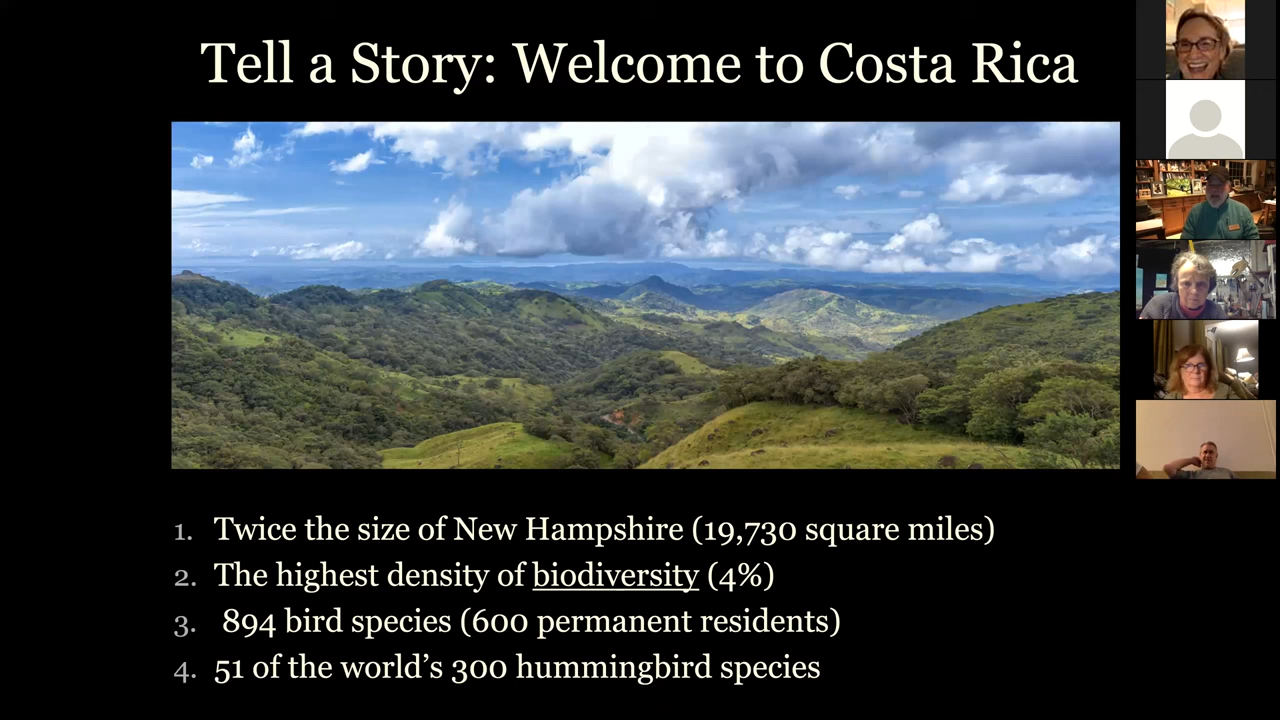 Tell a Story: Welcome to Costa Rica
1. Twice the size of New Hampshire (19,730 square miles)
2. The highest density of biodiversity (4%)
3. 894 bird species (600 permanent residents)
4. 51 of the world’s 300 hummingbird species